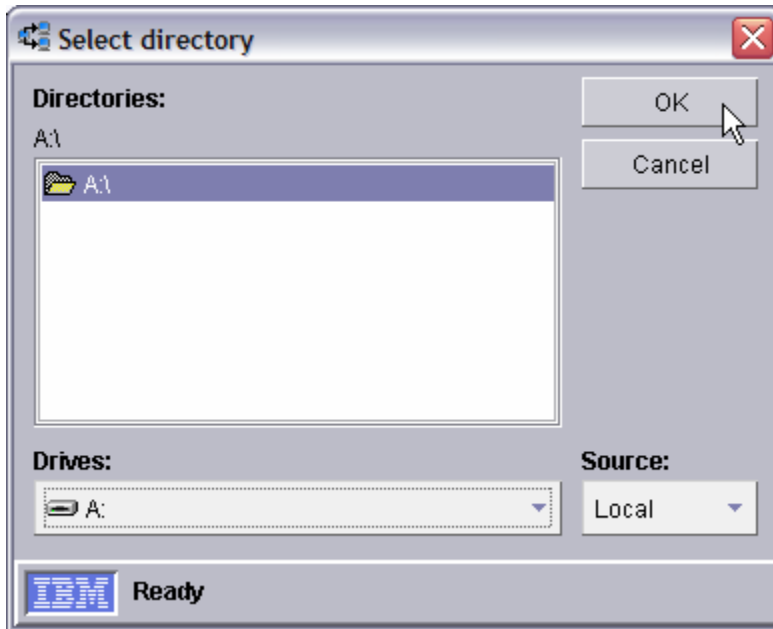 Select directory
Directories:
OK
A:\
Cancel
A:\
Drives:
Source:
A:
Local
IBM
Ready